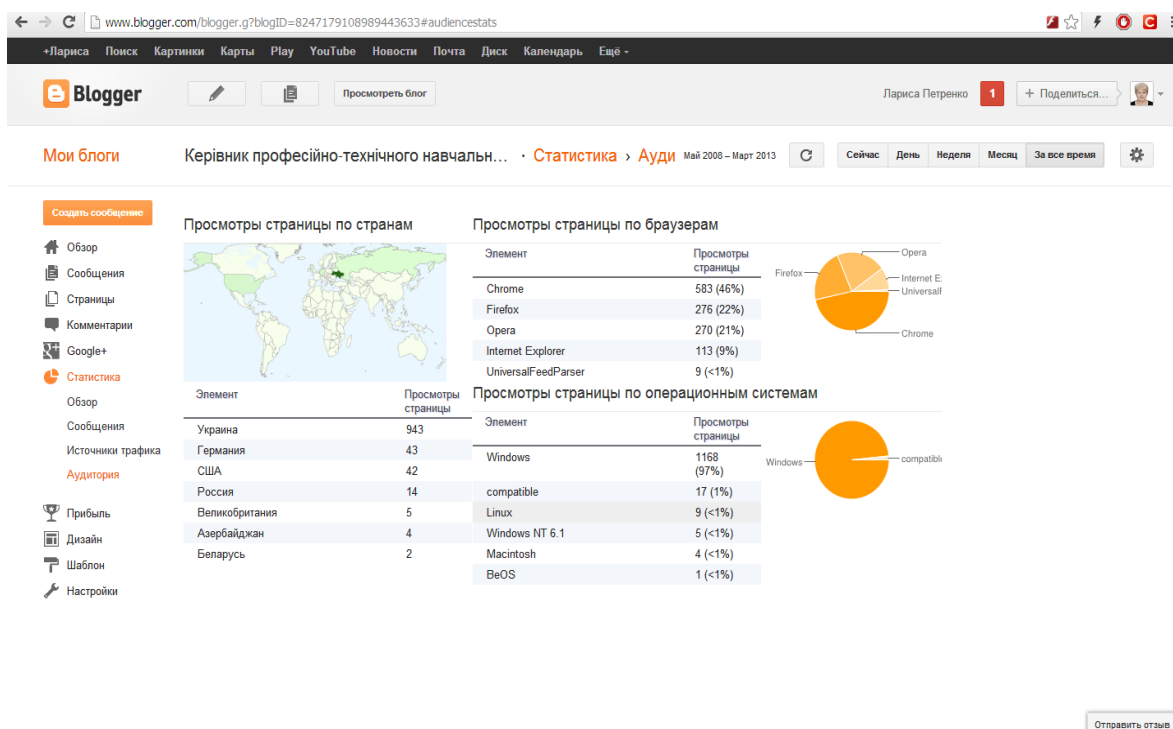 www.blogger.com/blogger.g?blogID=8247179108989443633#audiencestats
+Лариса Поиск Картинки Карты Play YouTube Новости Почта Диск Календарь Ещё
Blogger Просмотреть блог Лариса Петренко 1 + Поделиться...
Мои блоги Керівник професійно-технічного навчальн... · Статистика › Ауди Май 2008 – Март 2013 Сейчас День Неделя Месяц За все время
Создать сообщение
Обзор
Сообщения
Страницы
Комментарии
Google+
Статистика
Обзор
Сообщения
Источники трафика
Аудитория
Прибыль
Дизайн
Шаблон
Настройки
Просмотры страницы по странам
Элемент Просмотры
страницы
Украина 943
Германия 43
США 42
Россия 14
Великобритания 5
Азербайджан 4
Беларусь 2
Просмотры страницы по браузерам
Элемент Просмотры
страницы
Chrome 583 (46%)
Firefox 276 (22%)
Opera 270 (21%)
Internet Explorer 113 (9%)
UniversalFeedParser 9 (<1%)
Opera
Firefox
Internet E:
UniversalF
Chrome
Просмотры страницы по операционным системам
Элемент Просмотры
страницы
Windows 1168
(97%)
compatible 17 (1%)
Linux 9 (<1%)
Windows NT 6.1 5 (<1%)
Macintosh 4 (<1%)
BeOS 1 (<1%)
Windows compatible
Отправить отзыв